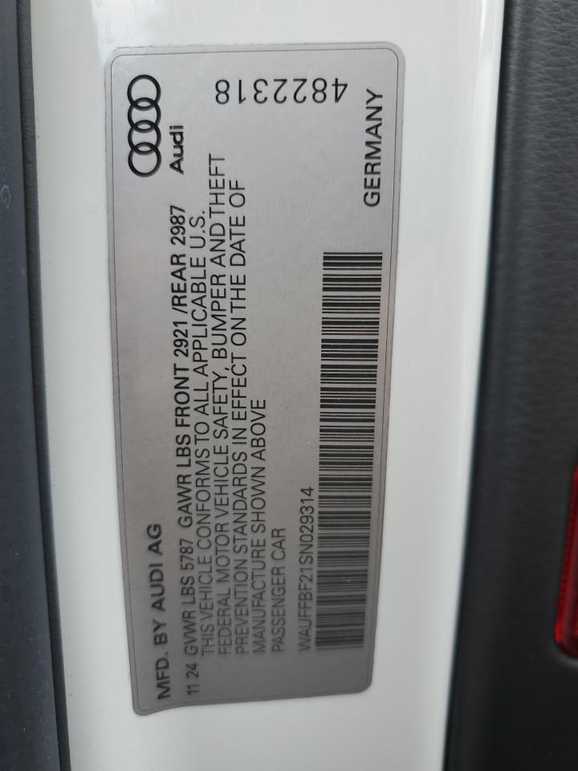 MFD. BY AUDI AG
Audi
11 24 GVWR LBS 5787 GAWR LBS FRONT 2921 /REAR 2987
THIS VEHICLE CONFORMS TO ALL APPLICABLE U.S.
FEDERAL MOTOR VEHICLE SAFETY, BUMPER AND THEFT
PREVENTION STANDARDS IN EFFECT ON THE DATE OF
MANUFACTURE SHOWN ABOVE
PASSENGER CAR
4822318
WAUFFBF21SN029314
GERMANY